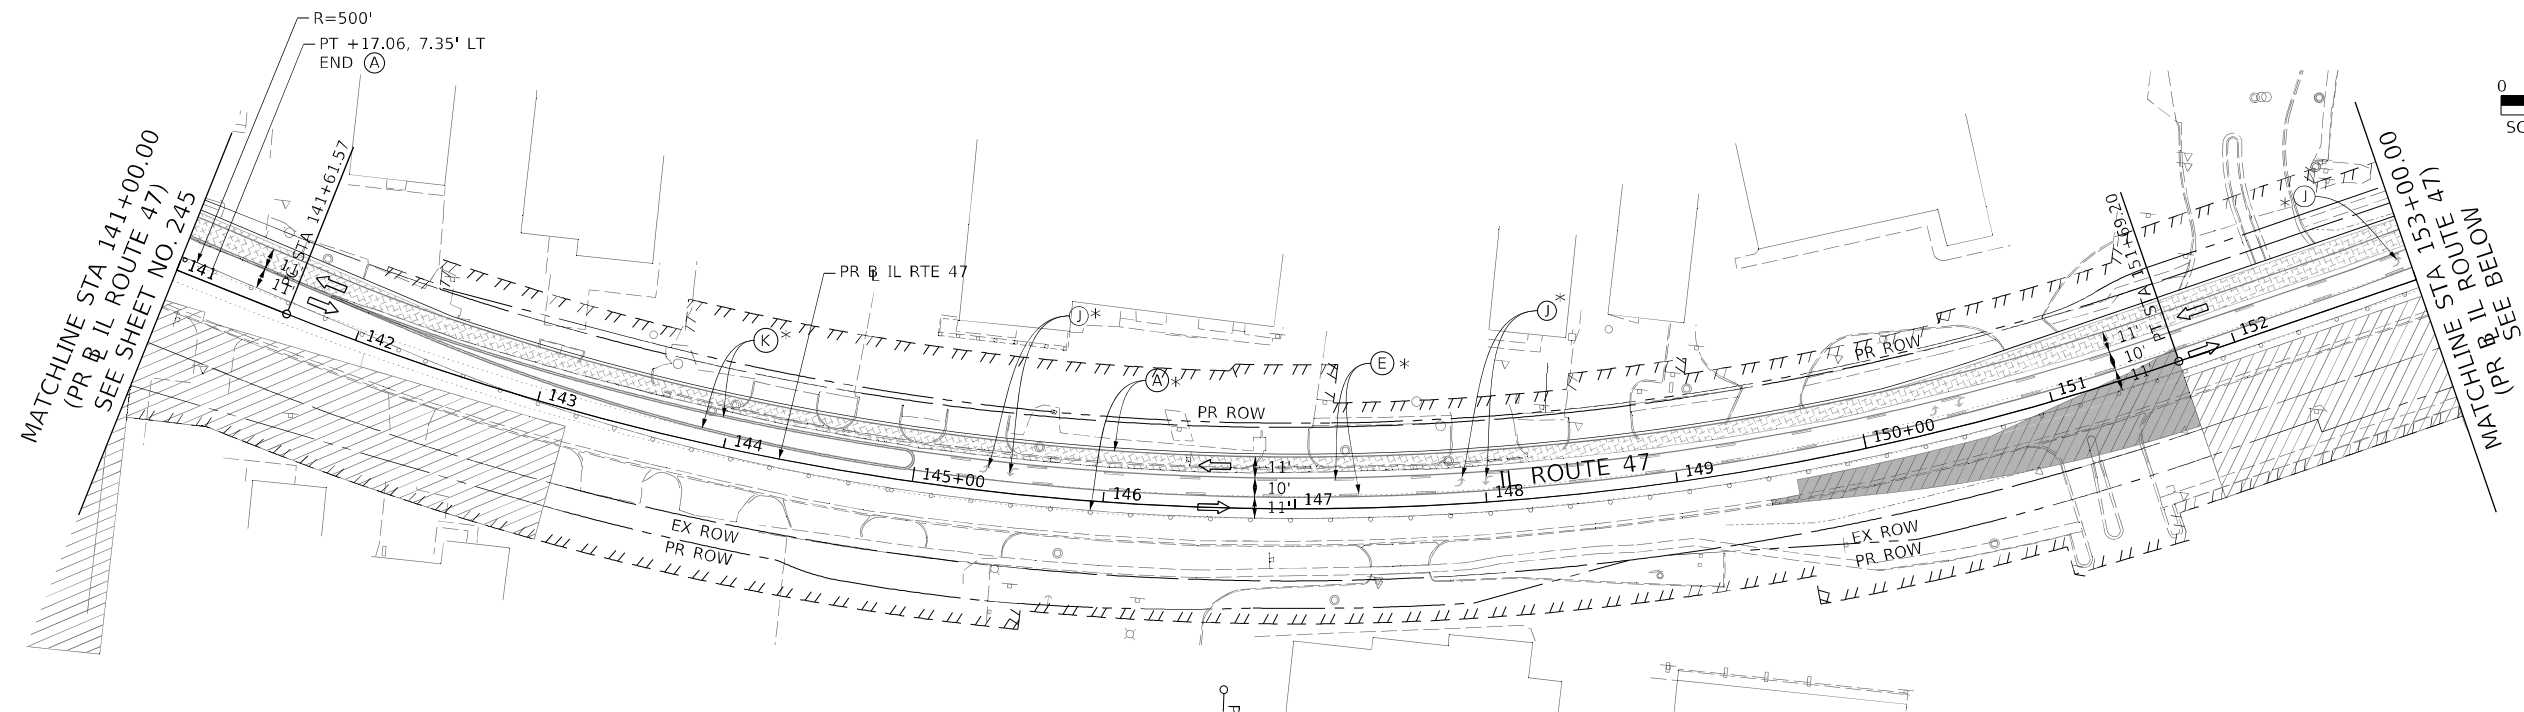 R=500'
PT +17.06, 7.35' LT
END A
MATCHLINE STA 141+00.00
(PR BL IL ROUTE 47)
SEE SHEET NO. 245
STA 141+61.57
141
11'
11'
142
143
144
145+00
146
147
148
149
150+00
151
152
K *
PR BL IL RTE 47
J *
A *
E *
J *
PR ROW
11'
10'
11'
IL ROUTE 47
PR ROW
EX ROW
PR ROW
EX ROW
PR ROW
PT STA 151+69.20
11'
10'
11'
* J
MATCHLINE STA 153+00.00
(PR BL IL ROUTE 47)
SEE BELOW
0
SC